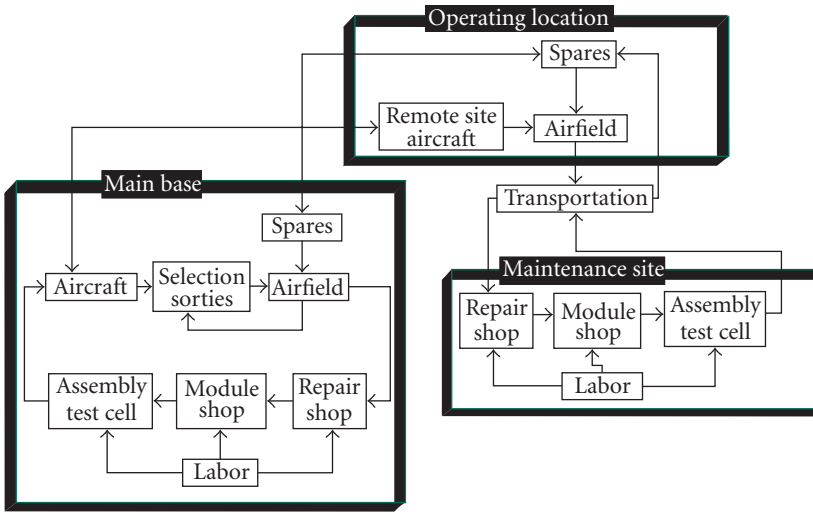 Operating location
Spares
Remote site
aircraft
Airfield
Transportation
Main base
Spares
Aircraft
Selection
sorties
Airfield
Assembly
test cell
Module
shop
Repair
shop
Labor
Maintenance site
Repair
shop
Module
shop
Assembly
test cell
Labor